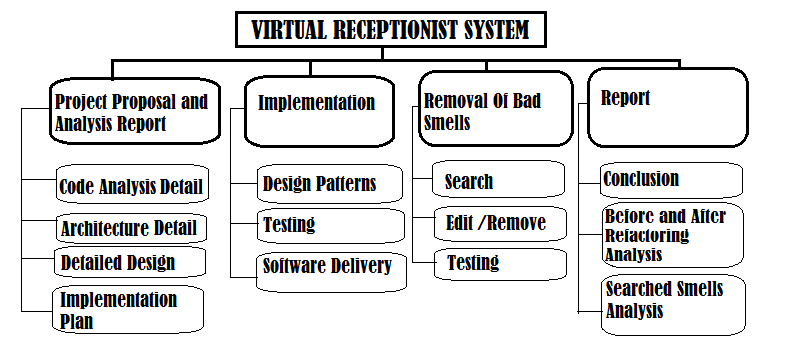 VIRTUAL RECEPTIONIST SYSTEM
Project Proposal and
Analysis Report
Code Analysis Detail
Architecture Detail
Detailed Design
Implementation
Plan
Implementation
Design Patterns
Testing
Software Delivery
Removal Of Bad
Smells
Search
Edit /Remove
Testing
Report
Conclusion
Before and After
Refactoring
Analysis
Searched Smells
Analysis